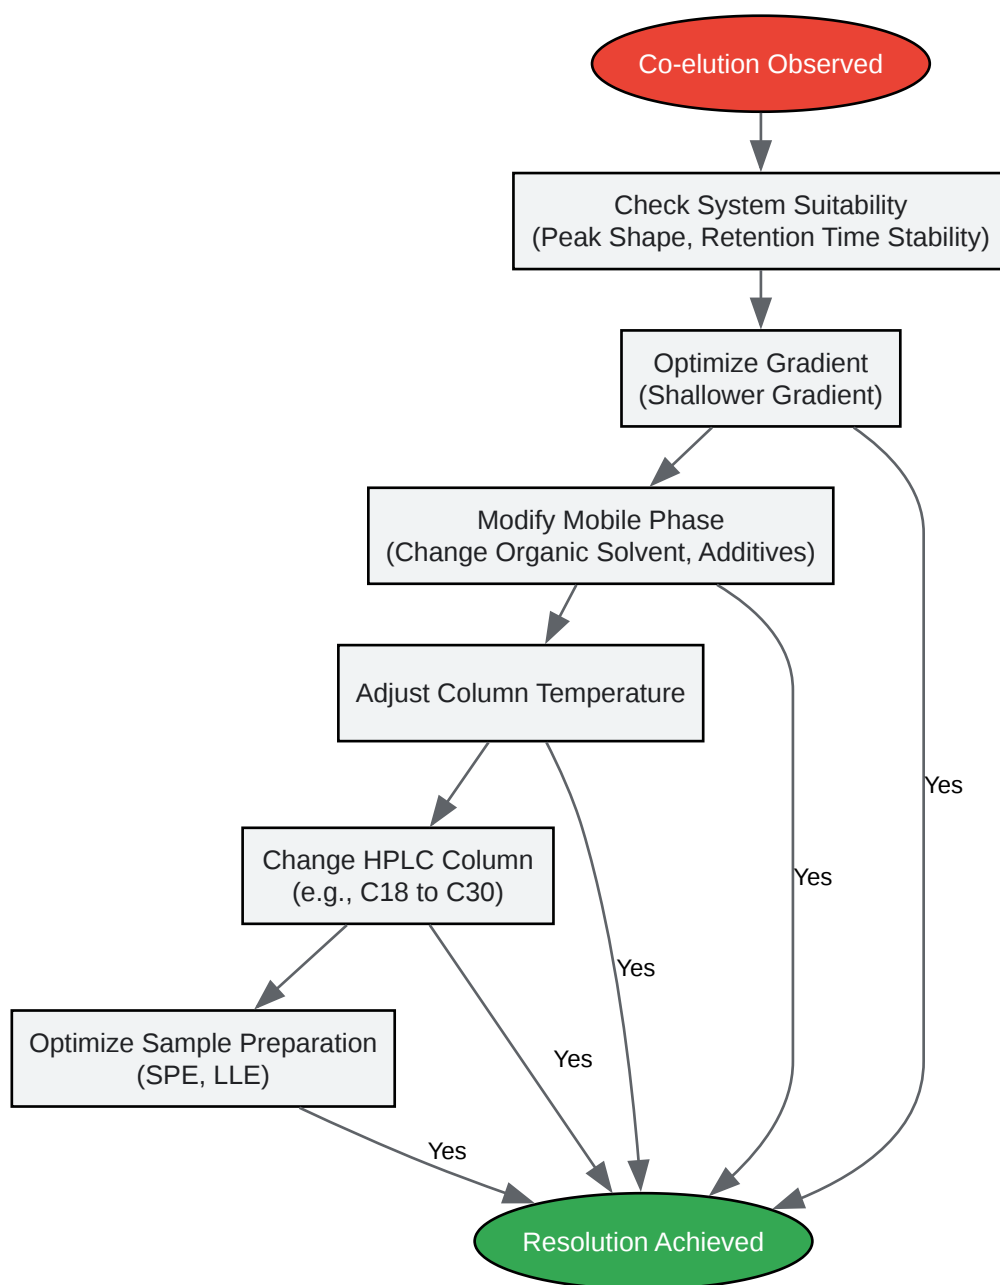 Co-elution Observed
Check System Suitability
(Peak Shape, Retention Time Stability)
Optimize Gradient
(Shallower Gradient)
Modify Mobile Phase
(Change Organic Solvent, Additives)
Adjust Column Temperature
Yes
Change HPLC Column
(e.g., C18 to C30)
Yes
Yes
Optimize Sample Preparation
(SPE, LLE)
Yes
Yes
Resolution Achieved